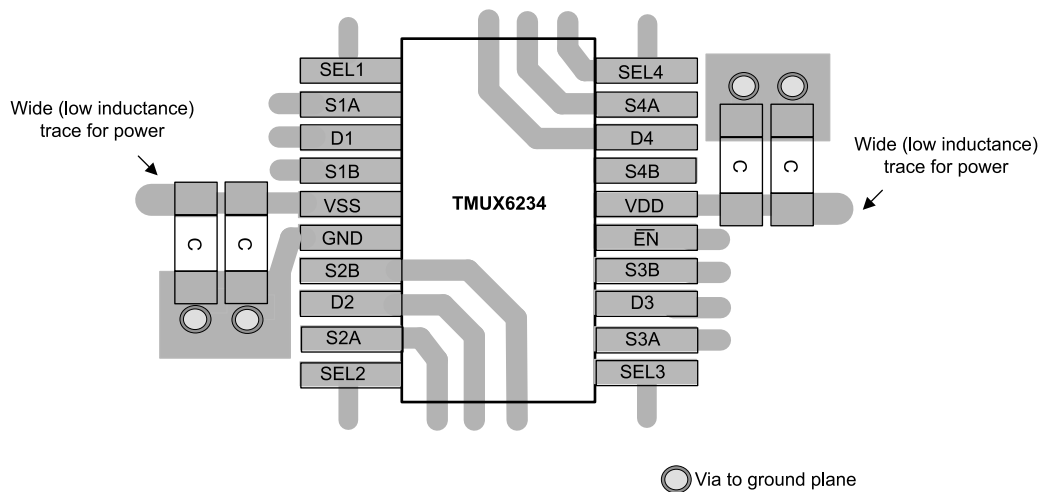 SEL1
S1A
D1
S1B
VSS
GND
S2B
D2
S2A
SEL2
TMUX6234
SEL4
S4A
D4
S4B
VDD
E̅N̅
S3B
D3
S3A
SEL3
Wide (low inductance)
trace for power
C
C
Wide (low inductance)
trace for power
C
C
Via to ground plane